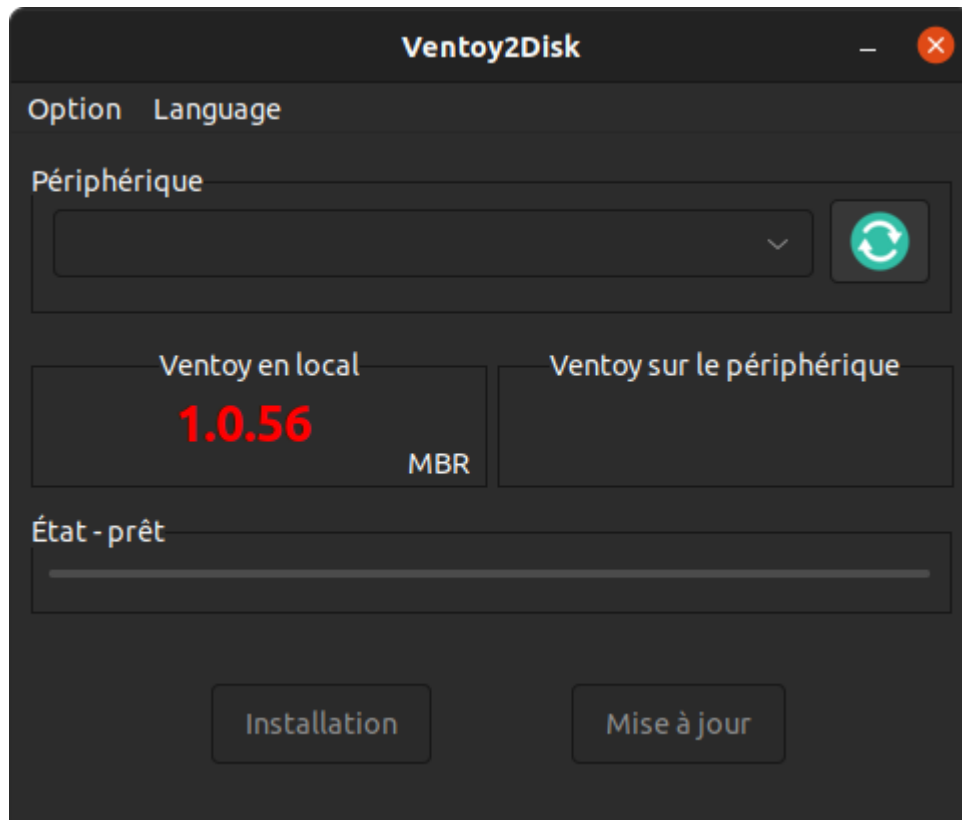 Ventoy2Disk
Option Language
Périphérique
Ventoy en local
Ventoy sur le périphérique
1.0.56
MBR
État - prêt
Installation
Mise à jour